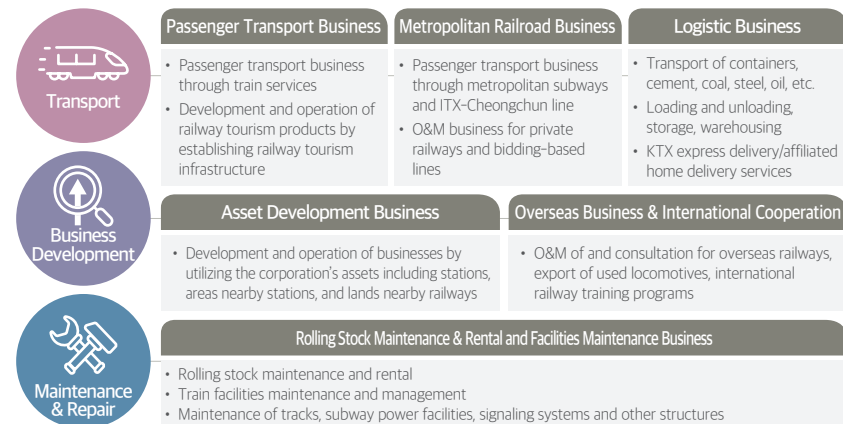 Transport
Passenger Transport Business
• Passenger transport business
through train services
• Development and operation of
railway tourism products by
establishing railway tourism
infrastructure
Metropolitan Railroad Business
• Passenger transport business
through metropolitan subways
and ITX-Cheongchun line
• O&M business for private
railways and bidding-based
lines
Logistic Business
• Transport of containers,
cement, coal, steel, oil, etc.
• Loading and unloading,
storage, warehousing
• KTX express delivery/affiliated
home delivery services
Business
Development
Asset Development Business
• Development and operation of businesses by
utilizing the corporation's assets including stations,
areas nearby stations, and lands nearby railways
Overseas Business & International Cooperation
• O&M of and consultation for overseas railways,
export of used locomotives, international
railway training programs
Maintenance
& Repair
Rolling Stock Maintenance & Rental and Facilities Maintenance Business
• Rolling stock maintenance and rental
• Train facilities maintenance and management
• Maintenance of tracks, subway power facilities, signaling systems and other structures